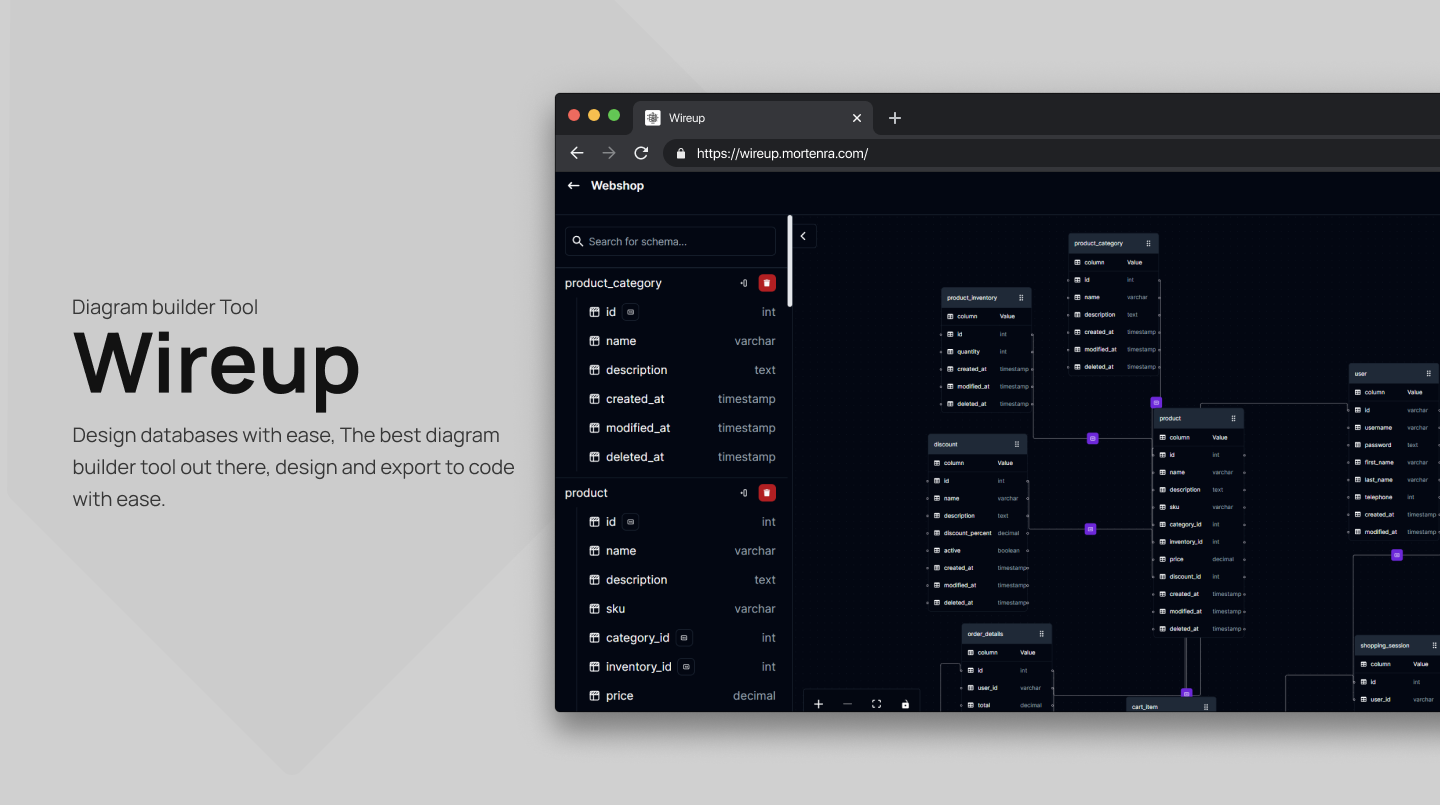 Diagram builder Tool
Wireup
Design databases with ease, The best diagram
builder tool out there, design and export to code
with ease.
Wireup
https://wireup.mortenra.com/
Webshop
Search for schema...
product_category
id int
name varchar
description text
created_at timestamp
modified_at timestamp
deleted_at timestamp
product
id int
name varchar
description text
sku varchar
category_id int
inventory_id int
price decimal
product_category
column Value
id int
name varchar
description text
created_at timestamp
modified_at timestamp
deleted_at timestamp
product_inventory
column Value
id int
quantity int
created_at timestamp
modified_at timestamp
deleted_at timestamp
discount
column Value
id int
name varchar
description text
discount_percent decimal
active boolean
created_at timestamp
modified_at timestamp
deleted_at timestamp
product
column Value
id int
name varchar
description text
sku varchar
category_id int
inventory_id int
price decimal
discount_id int
created_at timestamp
modified_at timestamp
deleted_at timestamp
user
column Value
id varchar
username varchar
password text
first_name varchar
last_name varchar
telephone int
created_at timestamp
modified_at timestamp
order_details
column Value
id int
user_id varchar
total decimal
cart_item
shopping_session
column Value
id int
user_id varchar